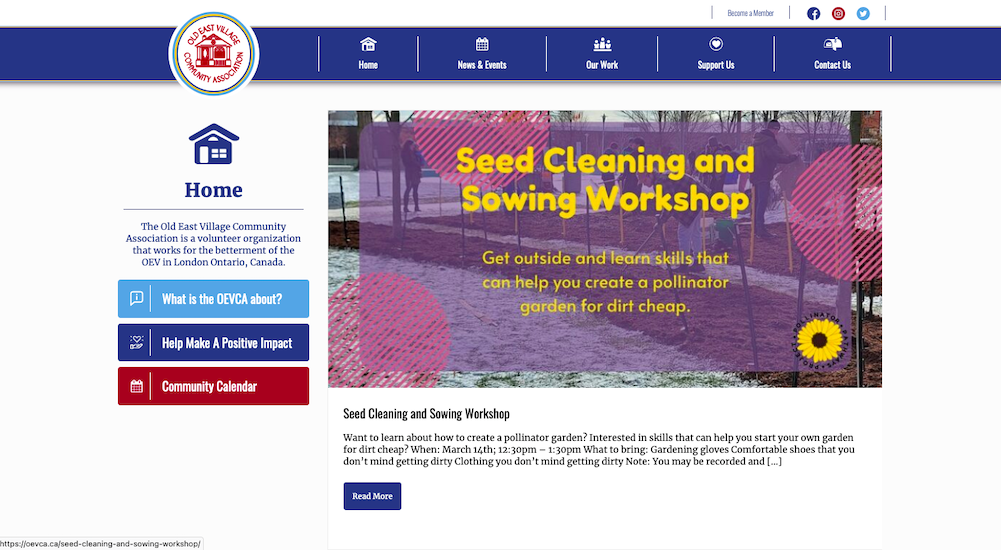 Become a Member
OLD EAST VILLAGE
COMMUNITY ASSOCIATION
Home
News & Events
Our Work
Support Us
Contact Us
Home
The Old East Village Community
Association is a volunteer organization
that works for the betterment of the
OEV in London Ontario, Canada.
What is the OEVCA about?
Help Make A Positive Impact
Community Calendar
Seed Cleaning and
Sowing Workshop
Get outside and learn skills that
can help you create a pollinator
garden for dirt cheap.
POLLINATOR PATHWAYS PROJECT
Seed Cleaning and Sowing Workshop
Want to learn about how to create a pollinator garden? Interested in skills that can help you start your own garden
for dirt cheap? When: March 14th; 12:30pm – 1:30pm What to bring: Gardening gloves Comfortable shoes that you
don't mind getting dirty Clothing you don't mind getting dirty Note: You may be recorded and [...]
Read More
https://oevca.ca/seed-cleaning-and-sowing-workshop/